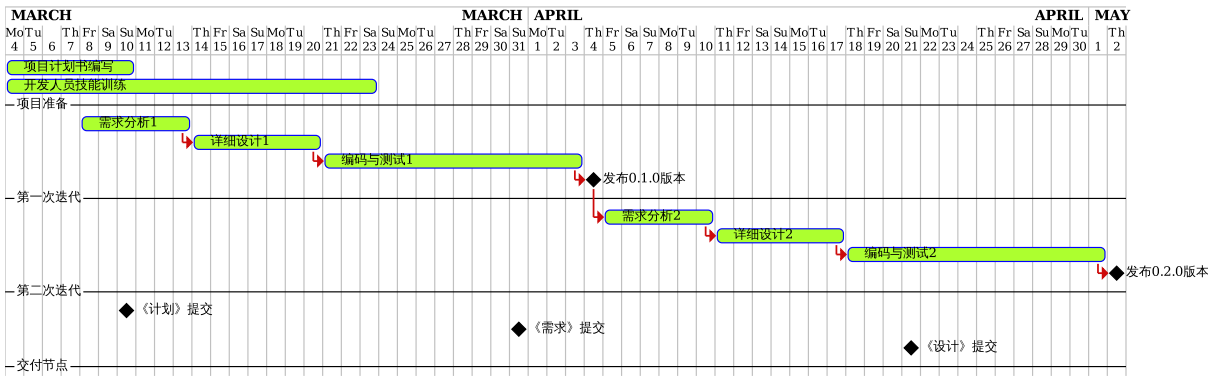 MARCH MARCH APRIL APRIL MAY
Mo Tu Th Fr Sa Su Mo Tu Th Fr Sa Su Mo Tu Th Fr Sa Su Mo Tu Th Fr Sa Su Mo Tu Th Fr Sa Su Mo Tu Th Fr Sa Su Mo Tu Th Fr Sa Su Mo Tu Th Fr Sa Su Mo Tu Th
4 5 6 7 8 9 10 11 12 13 14 15 16 17 18 19 20 21 22 23 24 25 26 27 28 29 30 31 1 2 3 4 5 6 7 8 9 10 11 12 13 14 15 16 17 18 19 20 21 22 23 24 25 26 27 28 29 30 1 2
项目计划书编写
开发人员技能训练
项目准备
需求分析1
详细设计1
编码与测试1
发布0.1.0版本
第一次迭代
需求分析2
详细设计2
编码与测试2
发布0.2.0版本
第二次迭代
《计划》提交
《需求》提交
《设计》提交
交付节点